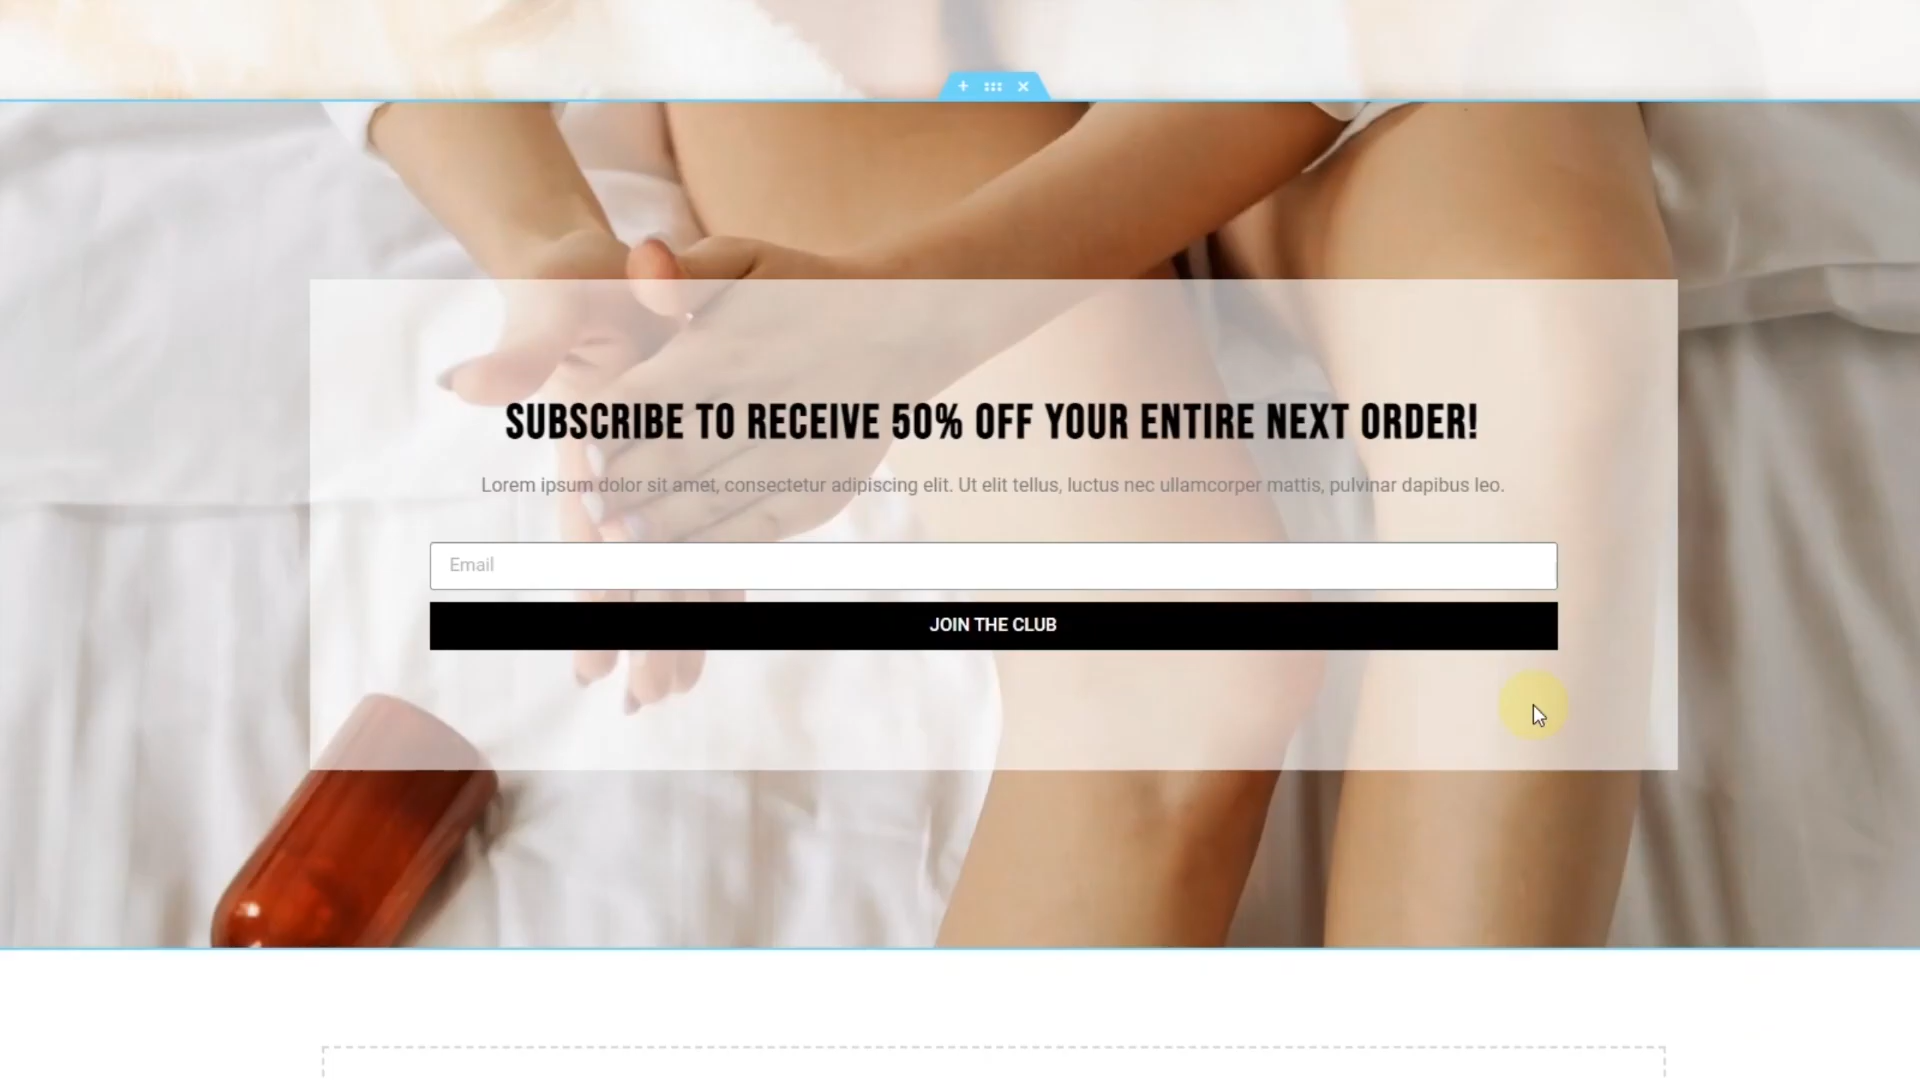 SUBSCRIBE TO RECEIVE 50% OFF YOUR ENTIRE NEXT ORDER!
Lorem ipsum dolor sit amet, consectetur adipiscing elit. Ut elit tellus, luctus nec ullamcorper mattis, pulvinar dapibus leo.
Email
JOIN THE CLUB